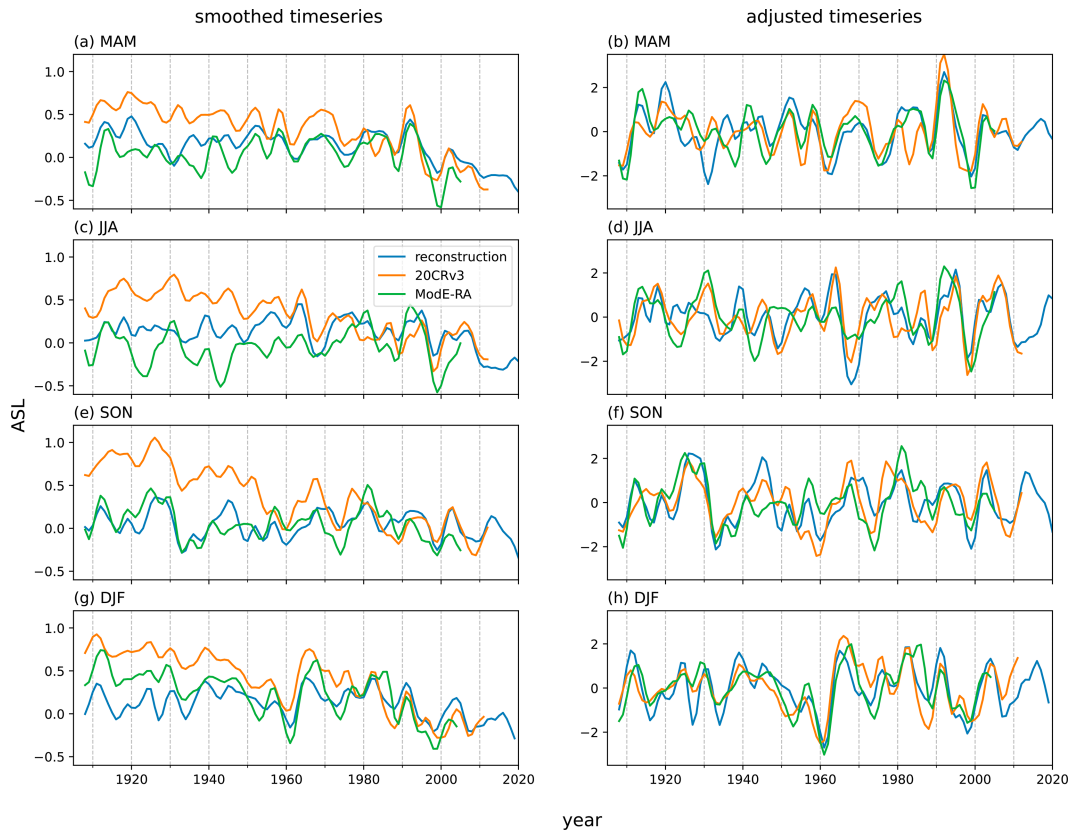 smoothed timeseries
adjusted timeseries
(a) MAM
1.0
0.5
0.0
−0.5
(b) MAM
2
0
−2
(c) JJA
1.0
0.5
0.0
−0.5
reconstruction
20CRv3
ModE-RA
(d) JJA
2
0
−2
(e) SON
1.0
0.5
0.0
−0.5
(f) SON
2
0
−2
(g) DJF
1.0
0.5
0.0
−0.5
1920 1940 1960 1980 2000 2020
(h) DJF
2
0
−2
1920 1940 1960 1980 2000 2020
ASL
year